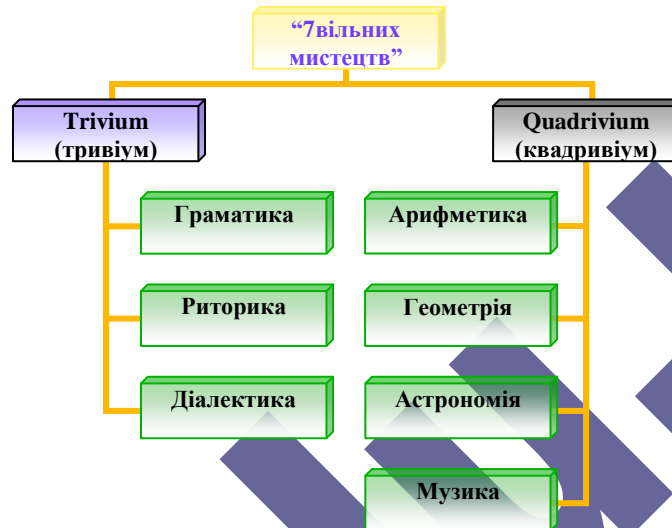 “7вільних
мистецтв”
Trivium
(тривіум)
Quadrivium
(квадривіум)
Граматика
Арифметика
Риторика
Геометрія
Діалектика
Астрономія
Музика